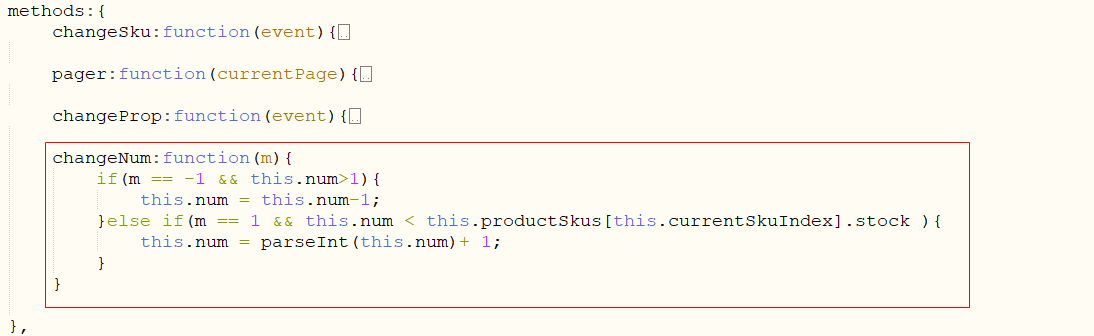 methods:{
changeSku:function(event){..
pager:function(currentPage){..
changeProp:function(event){..
changeNum:function(m){
if(m == -1 && this.num>1){
this.num = this.num-1;
}else if(m == 1 && this.num < this.productSkus[this.currentSkuIndex].stock ){
this.num = parseInt(this.num)+ 1;
}
}
},